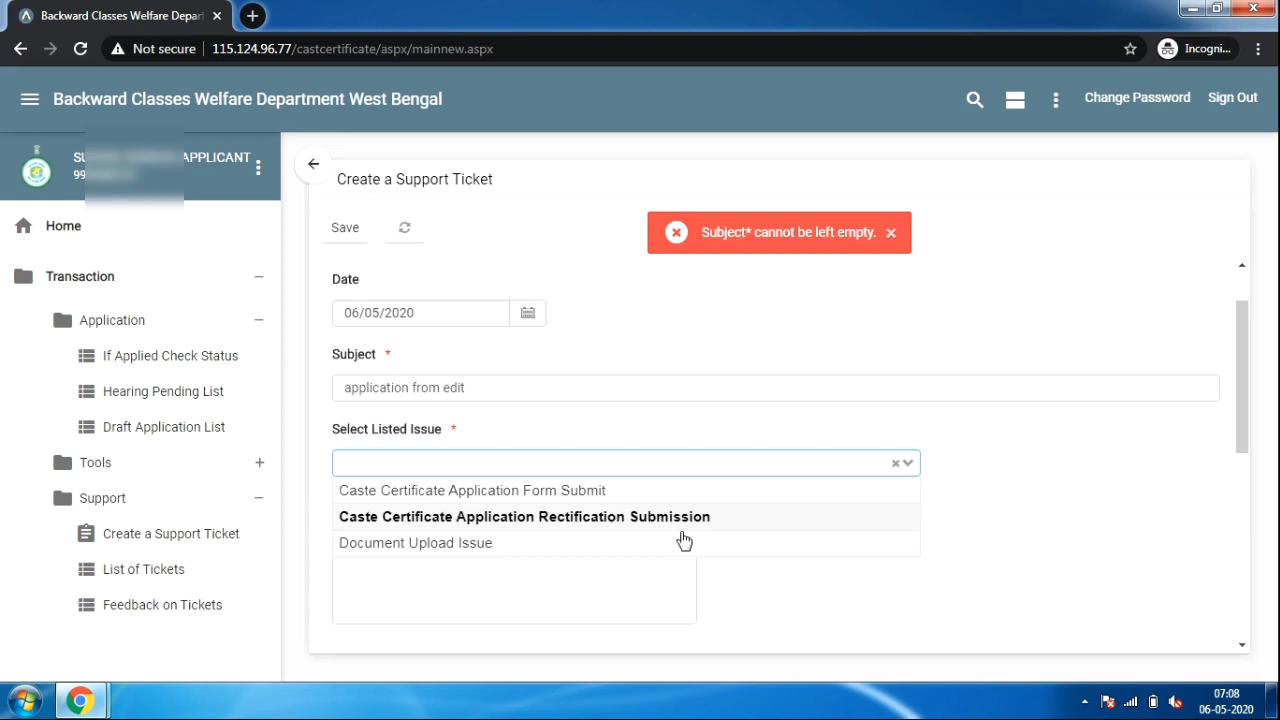 Backward Classes Welfare Depart
Not secure 115.124.96.77/castcertificate/aspx/mainnew.aspx
Incogni...
Backward Classes Welfare Department West Bengal
Change Password
Sign Out
APPLICANT
Create a Support Ticket
Home
Save
Subject* cannot be left empty.
Transaction
Date
06/05/2020
Application
If Applied Check Status
Subject *
Hearing Pending List
application from edit
Draft Application List
Select Listed Issue *
Tools
Caste Certificate Application Form Submit
Support
Caste Certificate Application Rectification Submission
Create a Support Ticket
Document Upload Issue
List of Tickets
Feedback on Tickets
07:08
06-05-2020